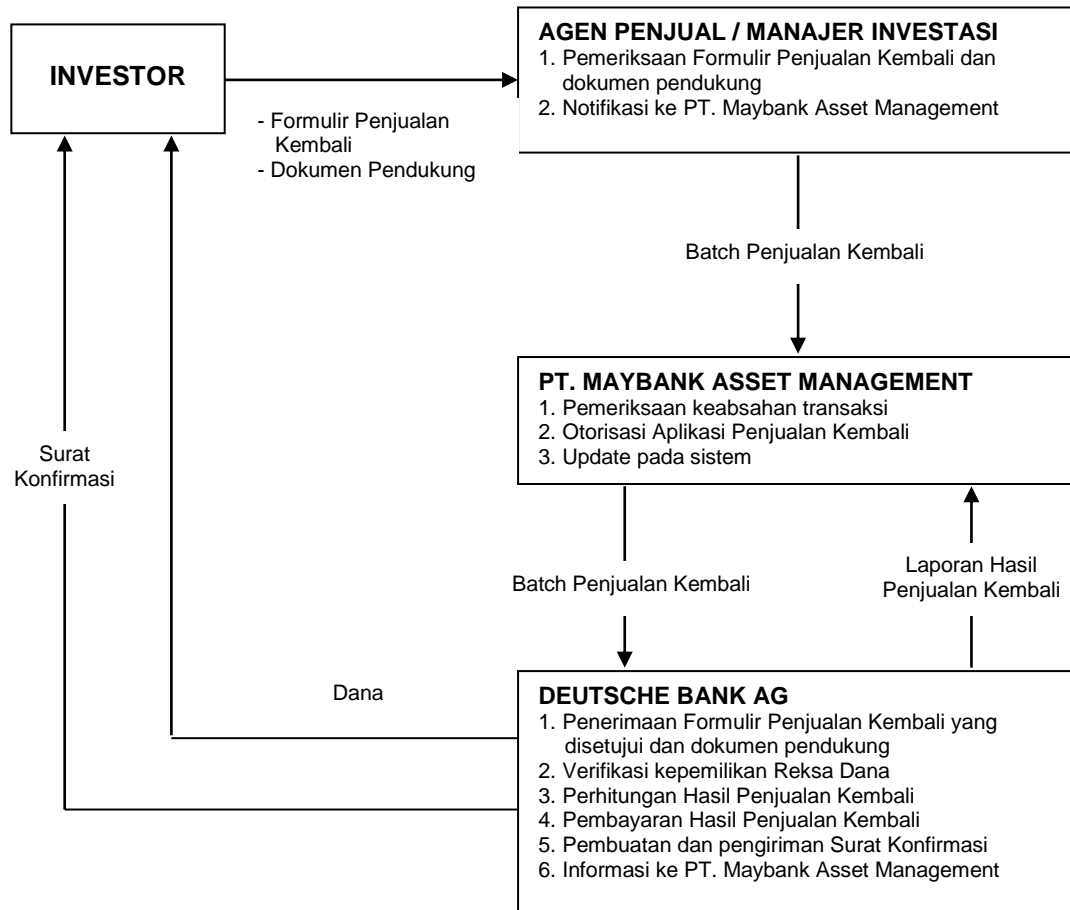 INVESTOR
- Formulir Penjualan
Kembali
- Dokumen Pendukung
AGEN PENJUAL / MANAJER INVESTASI
1. Pemeriksaan Formulir Penjualan Kembali dan
dokumen pendukung
2. Notifikasi ke PT. Maybank Asset Management
Batch Penjualan Kembali
PT. MAYBANK ASSET MANAGEMENT
1. Pemeriksaan keabsahan transaksi
2. Otorisasi Aplikasi Penjualan Kembali
3. Update pada sistem
Surat
Konfirmasi
Batch Penjualan Kembali
Laporan Hasil
Penjualan Kembali
Dana
DEUTSCHE BANK AG
1. Penerimaan Formulir Penjualan Kembali yang
disetujui dan dokumen pendukung
2. Verifikasi kepemilikan Reksa Dana
3. Perhitungan Hasil Penjualan Kembali
4. Pembayaran Hasil Penjualan Kembali
5. Pembuatan dan pengiriman Surat Konfirmasi
6. Informasi ke PT. Maybank Asset Management